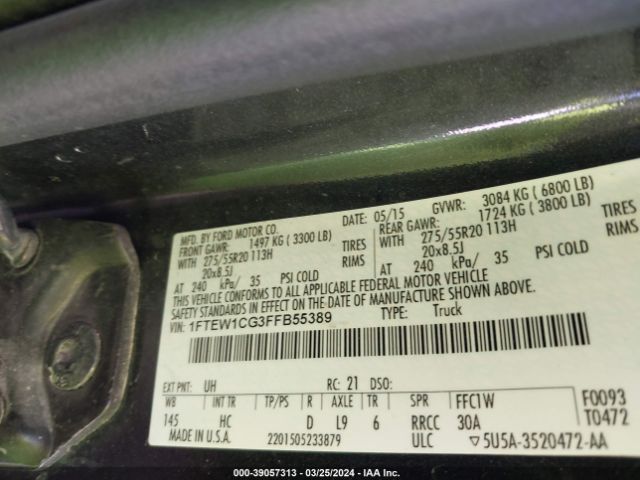 MFD. BY FORD MOTOR CO. DATE: 05/15 GVWR: 3084 KG ( 6800 LB)
FRONT GAWR: 1497 KG ( 3300 LB) REAR GAWR: 1724 KG ( 3800 LB)
WITH 275/55R20 113H TIRES WITH 275/55R20 113H TIRES
20x8.5J RIMS 20x8.5J RIMS
AT 240 kPa/ 35 PSI COLD AT 240 kPa/ 35 PSI COLD
THIS VEHICLE CONFORMS TO ALL APPLICABLE FEDERAL MOTOR VEHICLE
SAFETY STANDARDS IN EFFECT ON THE DATE OF MANUFACTURE SHOWN ABOVE.
VIN: 1FTEW1CG3FFB55389 TYPE: Truck
EXT PNT: UH RC: 21 DSO:
WB INT TR TP/PS R AXLE TR SPR FFC1W F0093
145 HC D L9 6 RRCC 30A T0472
MADE IN U.S.A. 2201505233879 ULC ▽5U5A-3520472-AA
000-39057313 - 03/25/2024 - IAA Inc.